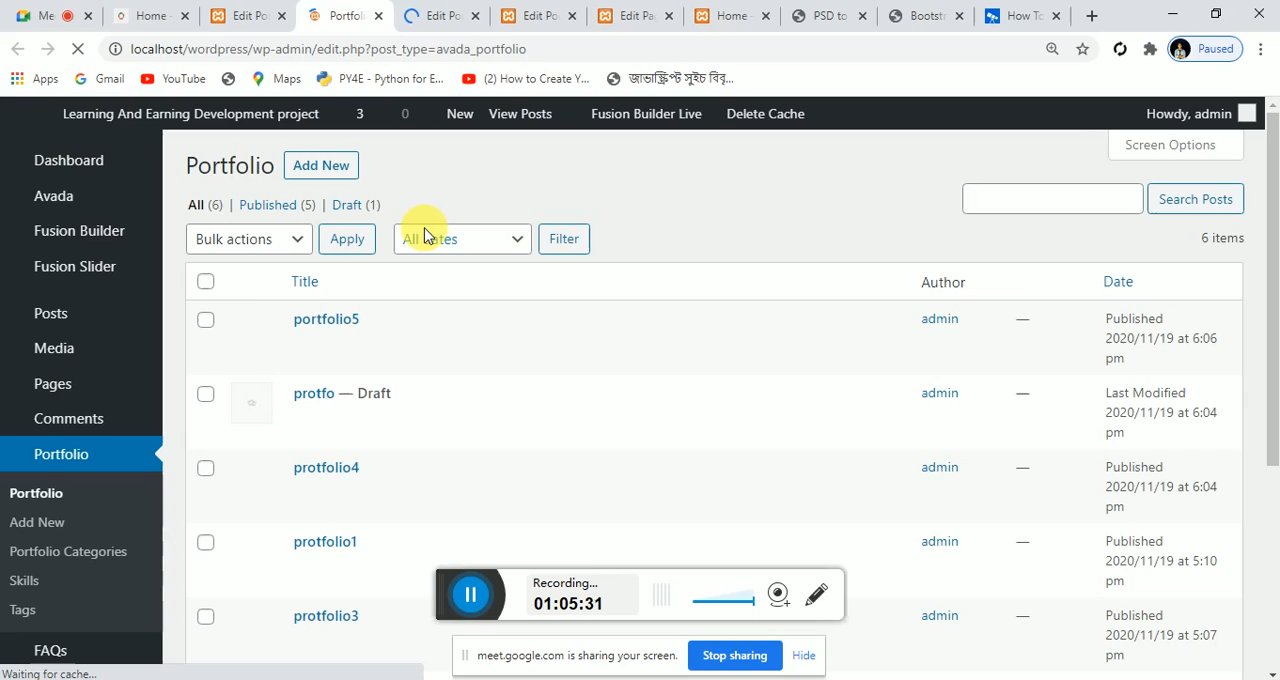 Me
Home -
Edit Po
Portfoli
Edit Po
Edit Po
Edit Pa
Home -
PSD to
Bootstr
How To
localhost/wordpress/wp-admin/edit.php?post_type=avada_portfolio
Paused
Apps
Gmail
YouTube
Maps
PY4E - Python for E...
(2) How to Create Y...
জাভাস্ক্রিপ্ট সুইচ বিবৃ...
Learning And Earning Development project
3
0
New
View Posts
Fusion Builder Live
Delete Cache
Howdy, admin
Dashboard
Avada
Fusion Builder
Fusion Slider
Posts
Media
Pages
Comments
Portfolio
Portfolio
Add New
Portfolio Categories
Skills
Tags
FAQs
Portfolio
Add New
Screen Options
All (6) | Published (5) | Draft (1)
Search Posts
Bulk actions
Apply
All
Filter
6 items
Title
Author
Date
portfolio5
admin
—
Published
2020/11/19 at 6:06
pm
protfo — Draft
admin
—
Last Modified
2020/11/19 at 6:04
pm
protfolio4
admin
—
Published
2020/11/19 at 6:04
pm
protfolio1
admin
—
Published
2020/11/19 at 5:10
pm
protfolio3
admin
—
Published
2020/11/19 at 5:07
pm
Recording...
01:05:31
meet.google.com is sharing your screen.
Stop sharing
Hide
Waiting for cache...